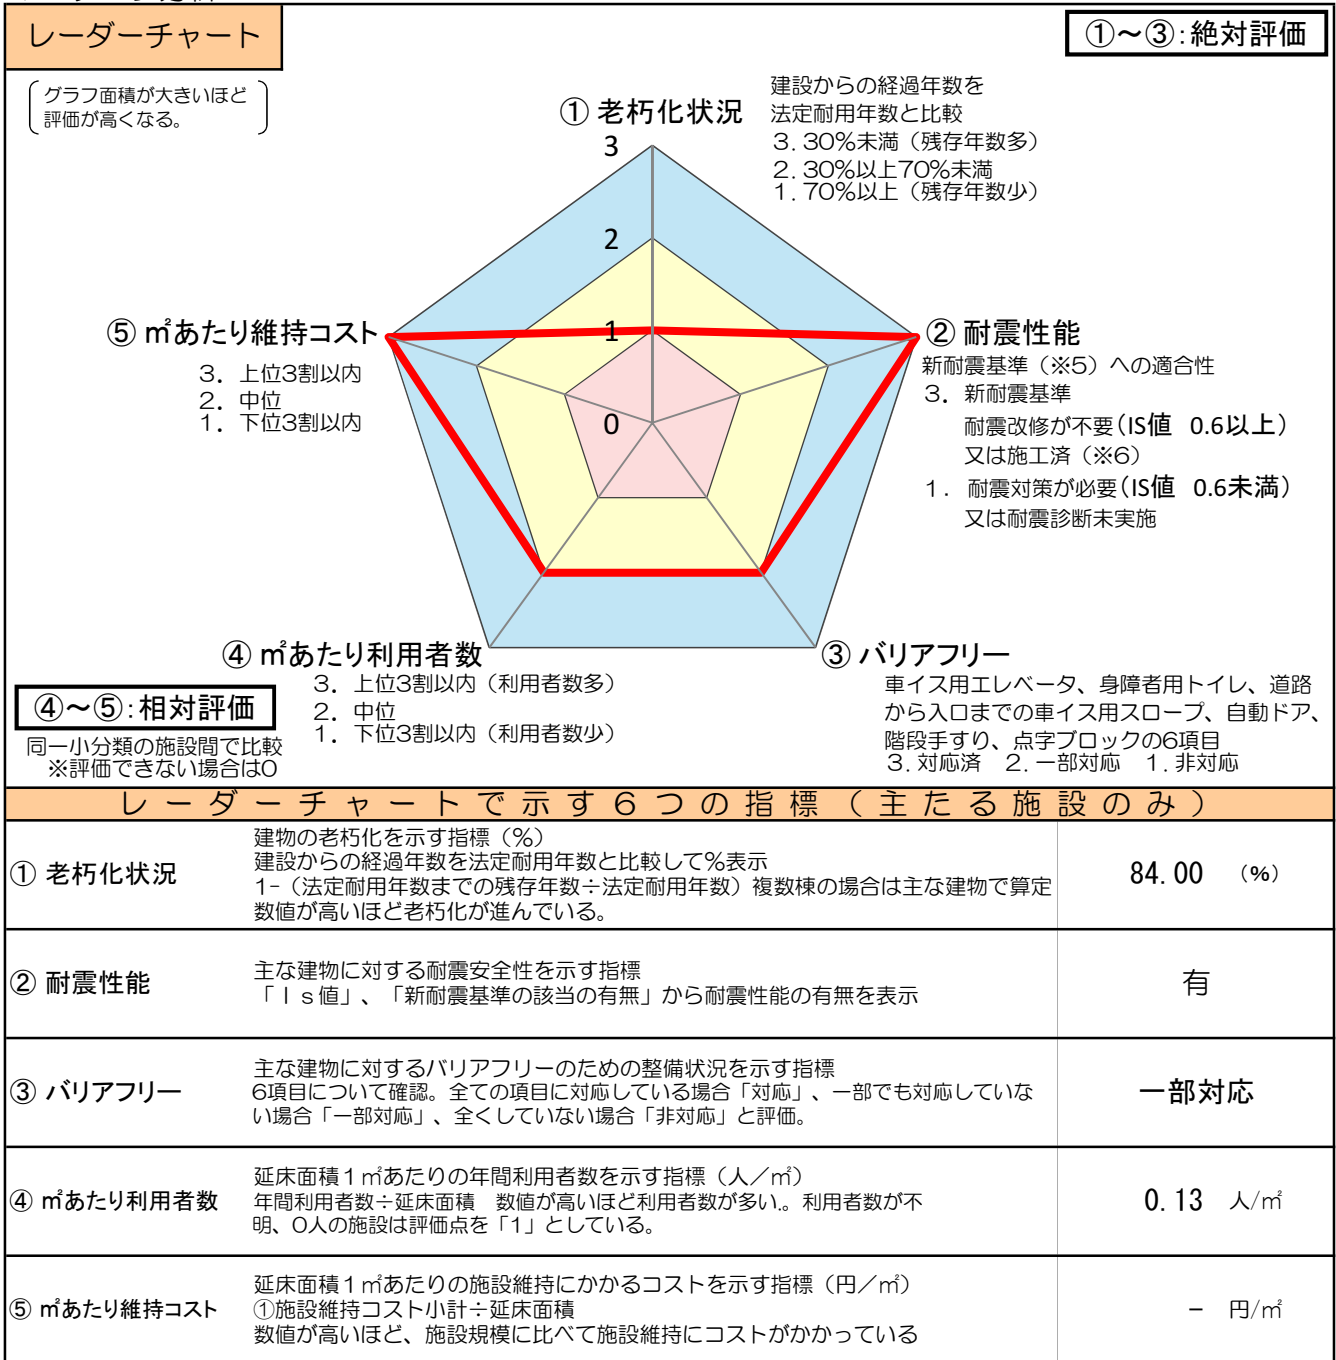 レーダーチャート
①～③:絶対評価
グラフ面積が大きいほど
評価が高くなる。
① 老朽化状況
建設からの経過年数を
法定耐用年数と比較
3. 30%未満（残存年数多）
2. 30%以上70%未満
1. 70%以上（残存年数少）
3
2
1
0
② 耐震性能
新耐震基準（※5）への適合性
3. 新耐震基準
耐震改修が不要(IS値 0.6以上)
又は施工済（※6）
1. 耐震対策が必要(IS値 0.6未満)
又は耐震診断未実施
⑤ ㎡あたり維持コスト
3. 上位3割以内
2. 中位
1. 下位3割以内
③ バリアフリー
車イス用エレベータ、身障者用トイレ、道路
から入口までの車イス用スロープ、自動ドア、
階段手すり、点字ブロックの6項目
3. 対応済 2. 一部対応 1. 非対応
④ ㎡あたり利用者数
3. 上位3割以内（利用者数多）
2. 中位
1. 下位3割以内（利用者数少）
④～⑤:相対評価
同一小分類の施設間で比較
※評価できない場合は0
レーダーチャートで示す６つの指標（主たる施設のみ）
① 老朽化状況
建物の老朽化を示す指標（%）
建設からの経過年数を法定耐用年数と比較して%表示
1-（法定耐用年数までの残存年数÷法定耐用年数）複数棟の場合は主な建物で算定
数値が高いほど老朽化が進んでいる。
84.00 (%)
② 耐震性能
主な建物に対する耐震安全性を示す指標
「Ｉｓ値」、「新耐震基準の該当の有無」から耐震性能の有無を表示
有
③ バリアフリー
主な建物に対するバリアフリーのための整備状況を示す指標
6項目について確認。全ての項目に対応している場合「対応」、一部でも対応していな
い場合「一部対応」、全くしていない場合「非対応」と評価。
一部対応
④ ㎡あたり利用者数
延床面積１㎡あたりの年間利用者数を示す指標（人／㎡）
年間利用者数÷延床面積　数値が高いほど利用者数が多い。利用者数が不
明、0人の施設は評価点を「1」としている。
0.13 人/㎡
⑤ ㎡あたり維持コスト
延床面積１㎡あたりの施設維持にかかるコストを示す指標（円／㎡）
①施設維持コスト小計÷延床面積
数値が高いほど、施設規模に比べて施設維持にコストがかかっている
－ 円/㎡